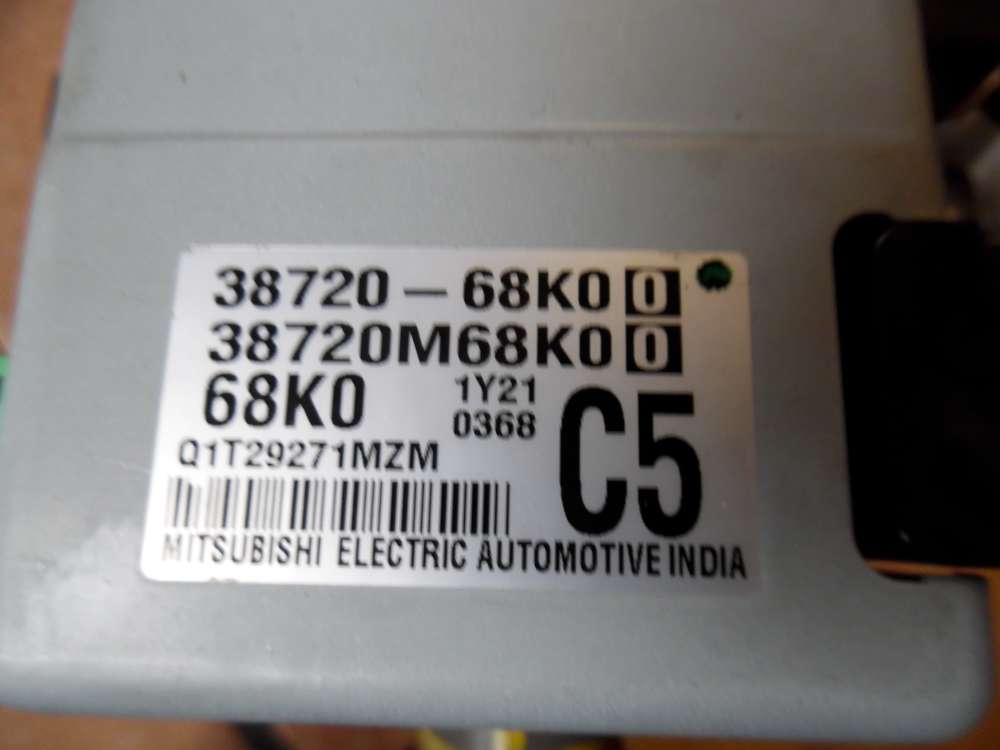 38720-68K00
38720M68K00
68K0 1Y21 C5
0368
Q1T29271MZM
MITSUBISHI ELECTRIC AUTOMOTIVE INDIA